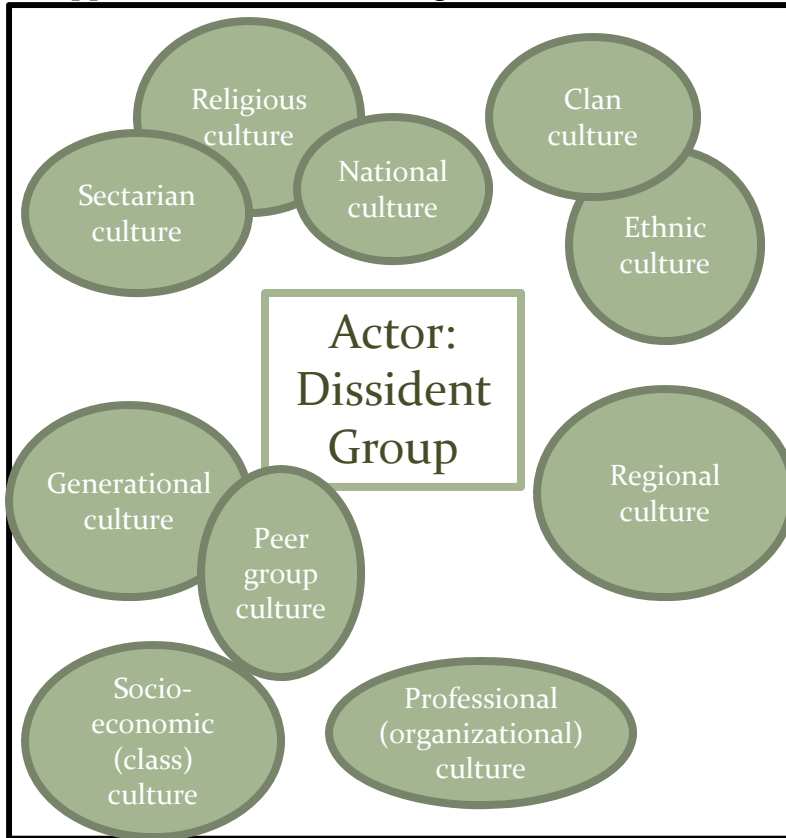 Religious
culture
Clan
culture
Sectarian
culture
National
culture
Ethnic
culture
Actor:
Dissident
Group
Generational
culture
Regional
culture
Peer
group
culture
Socio-
economic
(class)
culture
Professional
(organizational)
culture